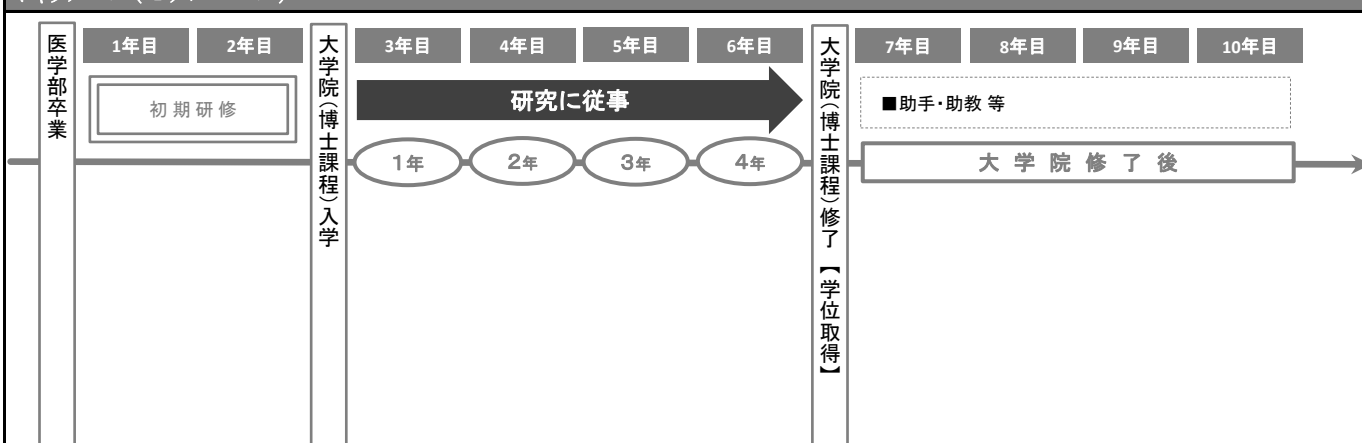 医学部卒業
1年目
2年目
初期研修
大学院(博士課程)入学
3年目
4年目
5年目
6年目
研究に従事
1年
2年
3年
4年
大学院(博士課程)修了 【学位取得】
7年目
8年目
9年目
10年目
■助手・助教 等
大学院修了後